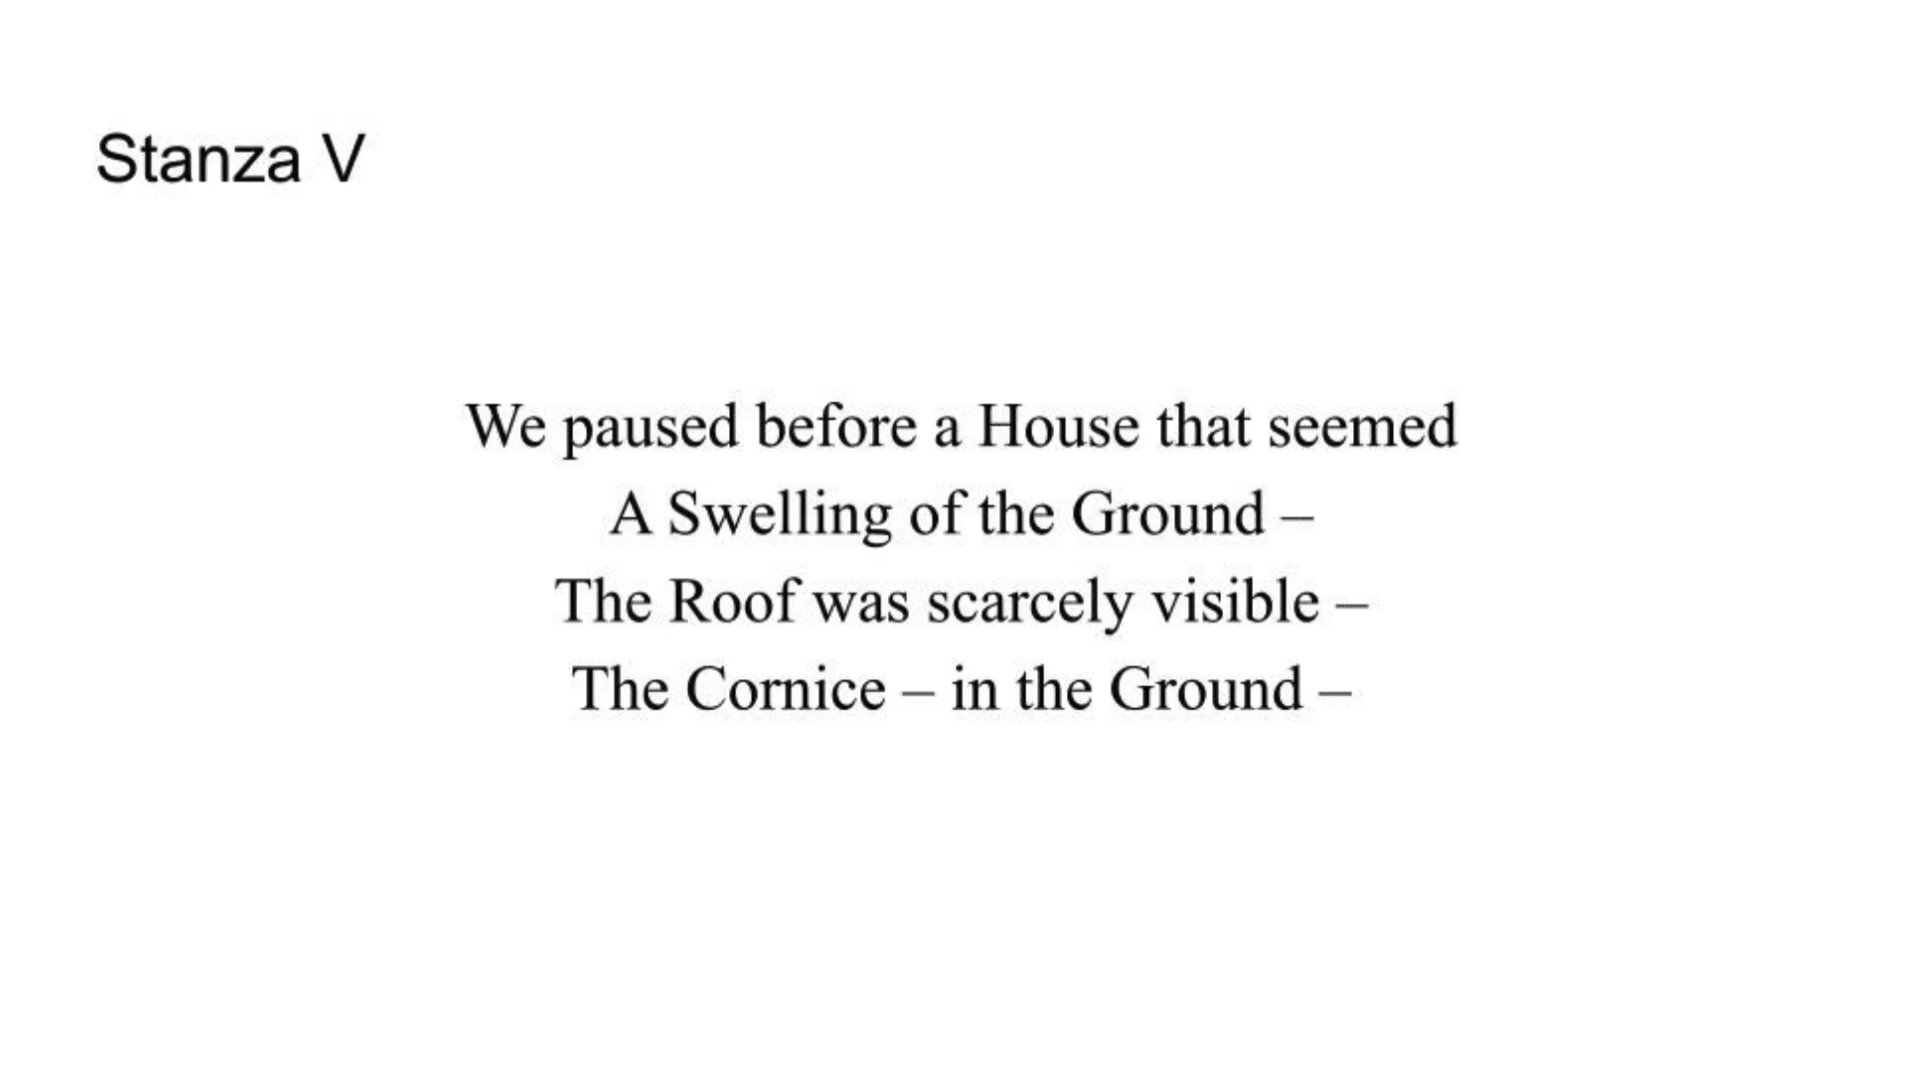 Stanza V
We paused before a House that seemed
A Swelling of the Ground –
The Roof was scarcely visible –
The Cornice – in the Ground –